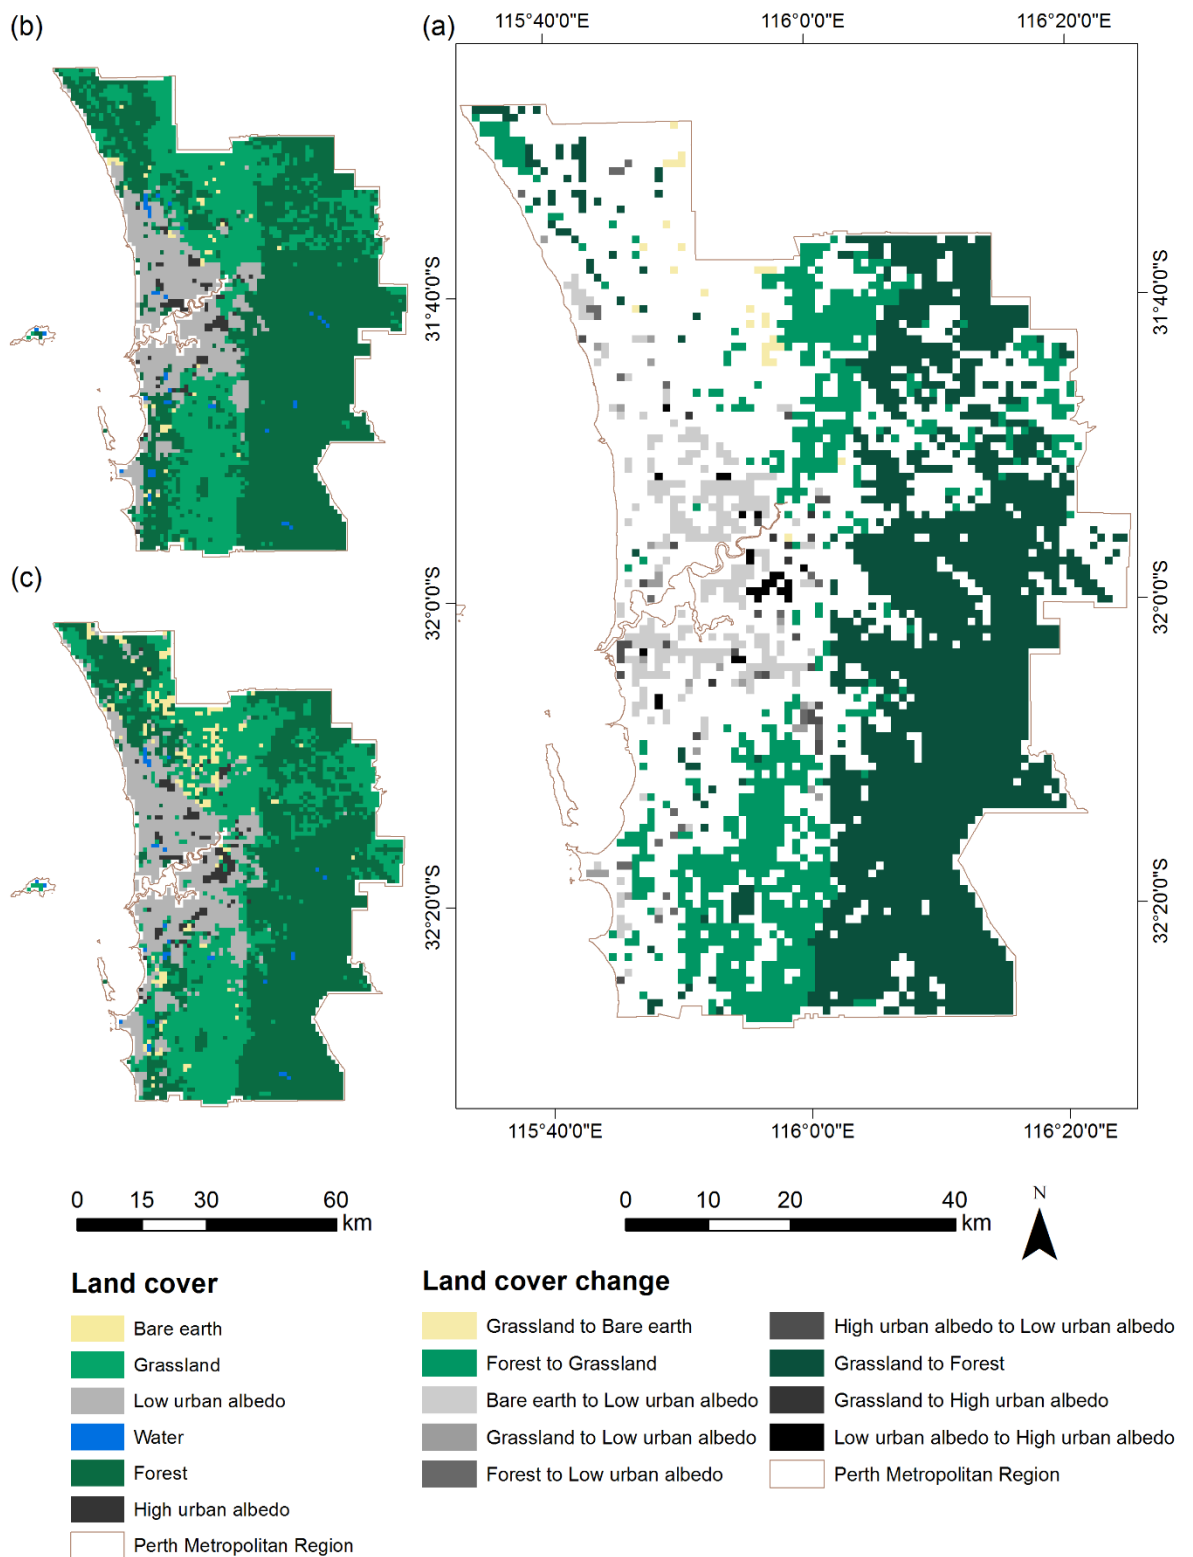 (b)
(a)
115°40'0"E
116°0'0"E
116°20'0"E
31°40'0"S
31°40'0"S
(c)
32°0'0"S
32°0'0"S
32°20'0"S
32°20'0"S
115°40'0"E
116°0'0"E
116°20'0"E
0 15 30 60
km
0 10 20 40
km
N
Land cover
Bare earth
Grassland
Low urban albedo
Water
Forest
High urban albedo
Perth Metropolitan Region
Land cover change
Grassland to Bare earth
Forest to Grassland
Bare earth to Low urban albedo
Grassland to Low urban albedo
Forest to Low urban albedo
High urban albedo to Low urban albedo
Grassland to Forest
Grassland to High urban albedo
Low urban albedo to High urban albedo
Perth Metropolitan Region